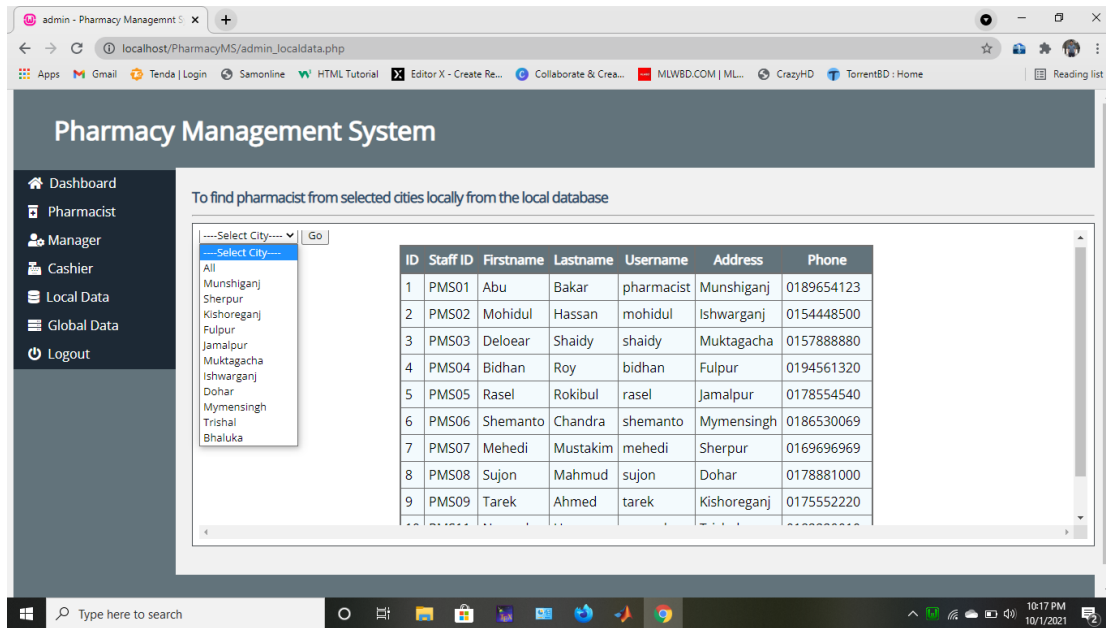 admin - Pharmacy Managemnt S
localhost/PharmacyMS/admin_localdata.php
Apps Gmail Tenda | Login Samonline HTML Tutorial Editor X - Create Re... Collaborate & Crea... MLWBD.COM | ML... CrazyHD TorrentBD : Home Reading list
Pharmacy Management System
Dashboard
Pharmacist
Manager
Cashier
Local Data
Global Data
Logout
To find pharmacist from selected cities locally from the local database
----Select City---- Go
----Select City----
All
Munshiganj
Sherpur
Kishoreganj
Fulpur
Jamalpur
Muktagacha
Ishwarganj
Dohar
Mymensingh
Trishal
Bhaluka
ID Staff ID Firstname Lastname Username Address Phone
1 PMS01 Abu Bakar pharmacist Munshiganj 0189654123
2 PMS02 Mohidul Hassan mohidul Ishwarganj 0154448500
3 PMS03 Deloear Shaidy shaidy Muktagacha 0157888880
4 PMS04 Bidhan Roy bidhan Fulpur 0194561320
5 PMS05 Rasel Rokibul rasel Jamalpur 0178554540
6 PMS06 Shemanto Chandra shemanto Mymensingh 0186530069
7 PMS07 Mehedi Mustakim mehedi Sherpur 0169696969
8 PMS08 Sujon Mahmud sujon Dohar 0178881000
9 PMS09 Tarek Ahmed tarek Kishoreganj 0175552220
Type here to search
10:17 PM
10/1/2021
2